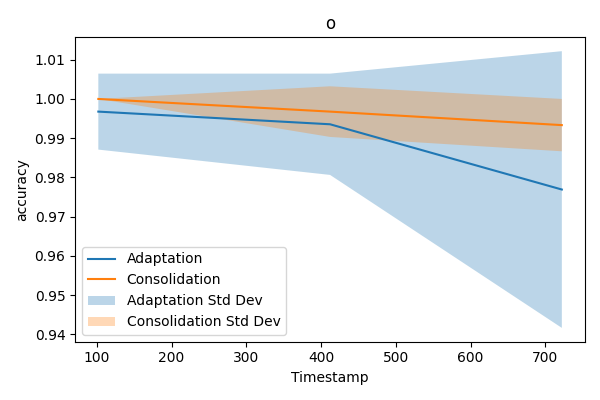 o
1.01
1.00
0.99
0.98
0.97
0.96
0.95
0.94
accuracy
Adaptation
Consolidation
Adaptation Std Dev
Consolidation Std Dev
100 200 300 400 500 600 700
Timestamp